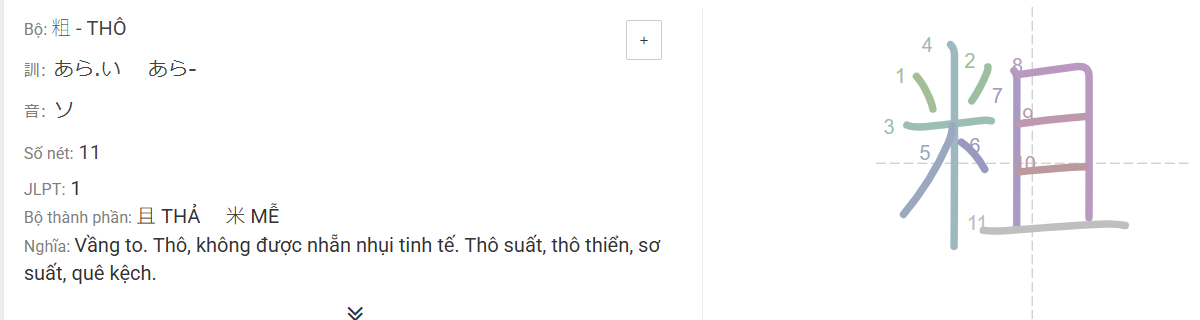 Bộ: 粗 - THÔ
+
訓: あら.い あら-
音: ソ
Số nét: 11
JLPT: 1
Bộ thành phần: 且 THẢ 米 MỄ
Nghĩa: Vầng to. Thô, không được nhẵn nhụi tinh tế. Thô suất, thô thiển, sơ
suất, quê kệch.
粗
1
2
3
4
5
6
7
8
9
10
11